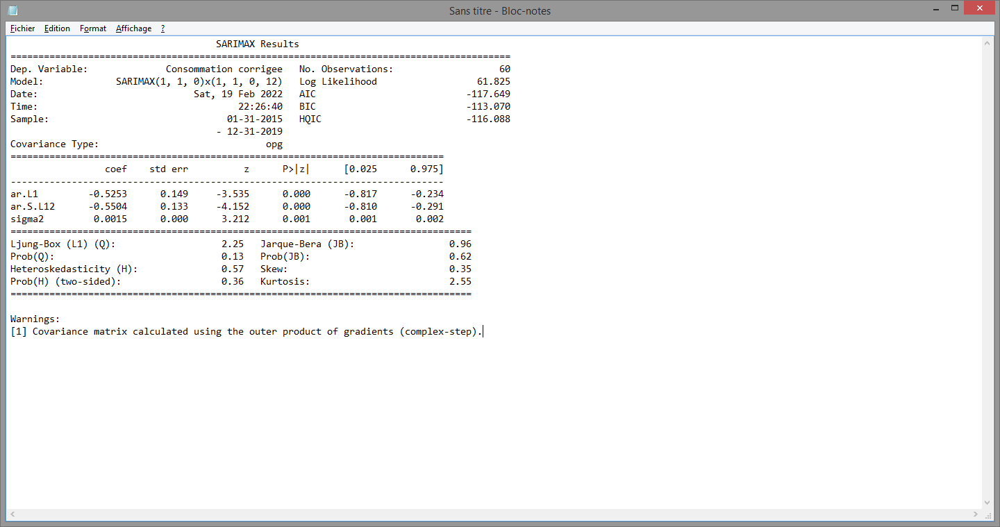 Sans titre - Bloc-notes
Fichier Edition Format Affichage ?
SARIMAX Results
==========================================================================================
Dep. Variable: Consommation corrigee No. Observations: 60
Model: SARIMAX(1, 1, 0)x(1, 1, 0, 12) Log Likelihood 61.825
Date: Sat, 19 Feb 2022 AIC -117.649
Time: 22:26:40 BIC -113.070
Sample: 01-31-2015 HQIC -116.088
- 12-31-2019
Covariance Type: opg
==============================================================================
coef std err z P>|z| [0.025 0.975]
------------------------------------------------------------------------------
ar.L1 -0.5253 0.149 -3.535 0.000 -0.817 -0.234
ar.S.L12 -0.5504 0.133 -4.152 0.000 -0.810 -0.291
sigma2 0.0015 0.000 3.212 0.001 0.001 0.002
===================================================================================
Ljung-Box (L1) (Q): 2.25 Jarque-Bera (JB): 0.96
Prob(Q): 0.13 Prob(JB): 0.62
Heteroskedasticity (H): 0.57 Skew: 0.35
Prob(H) (two-sided): 0.36 Kurtosis: 2.55
===================================================================================
Warnings:
[1] Covariance matrix calculated using the outer product of gradients (complex-step).